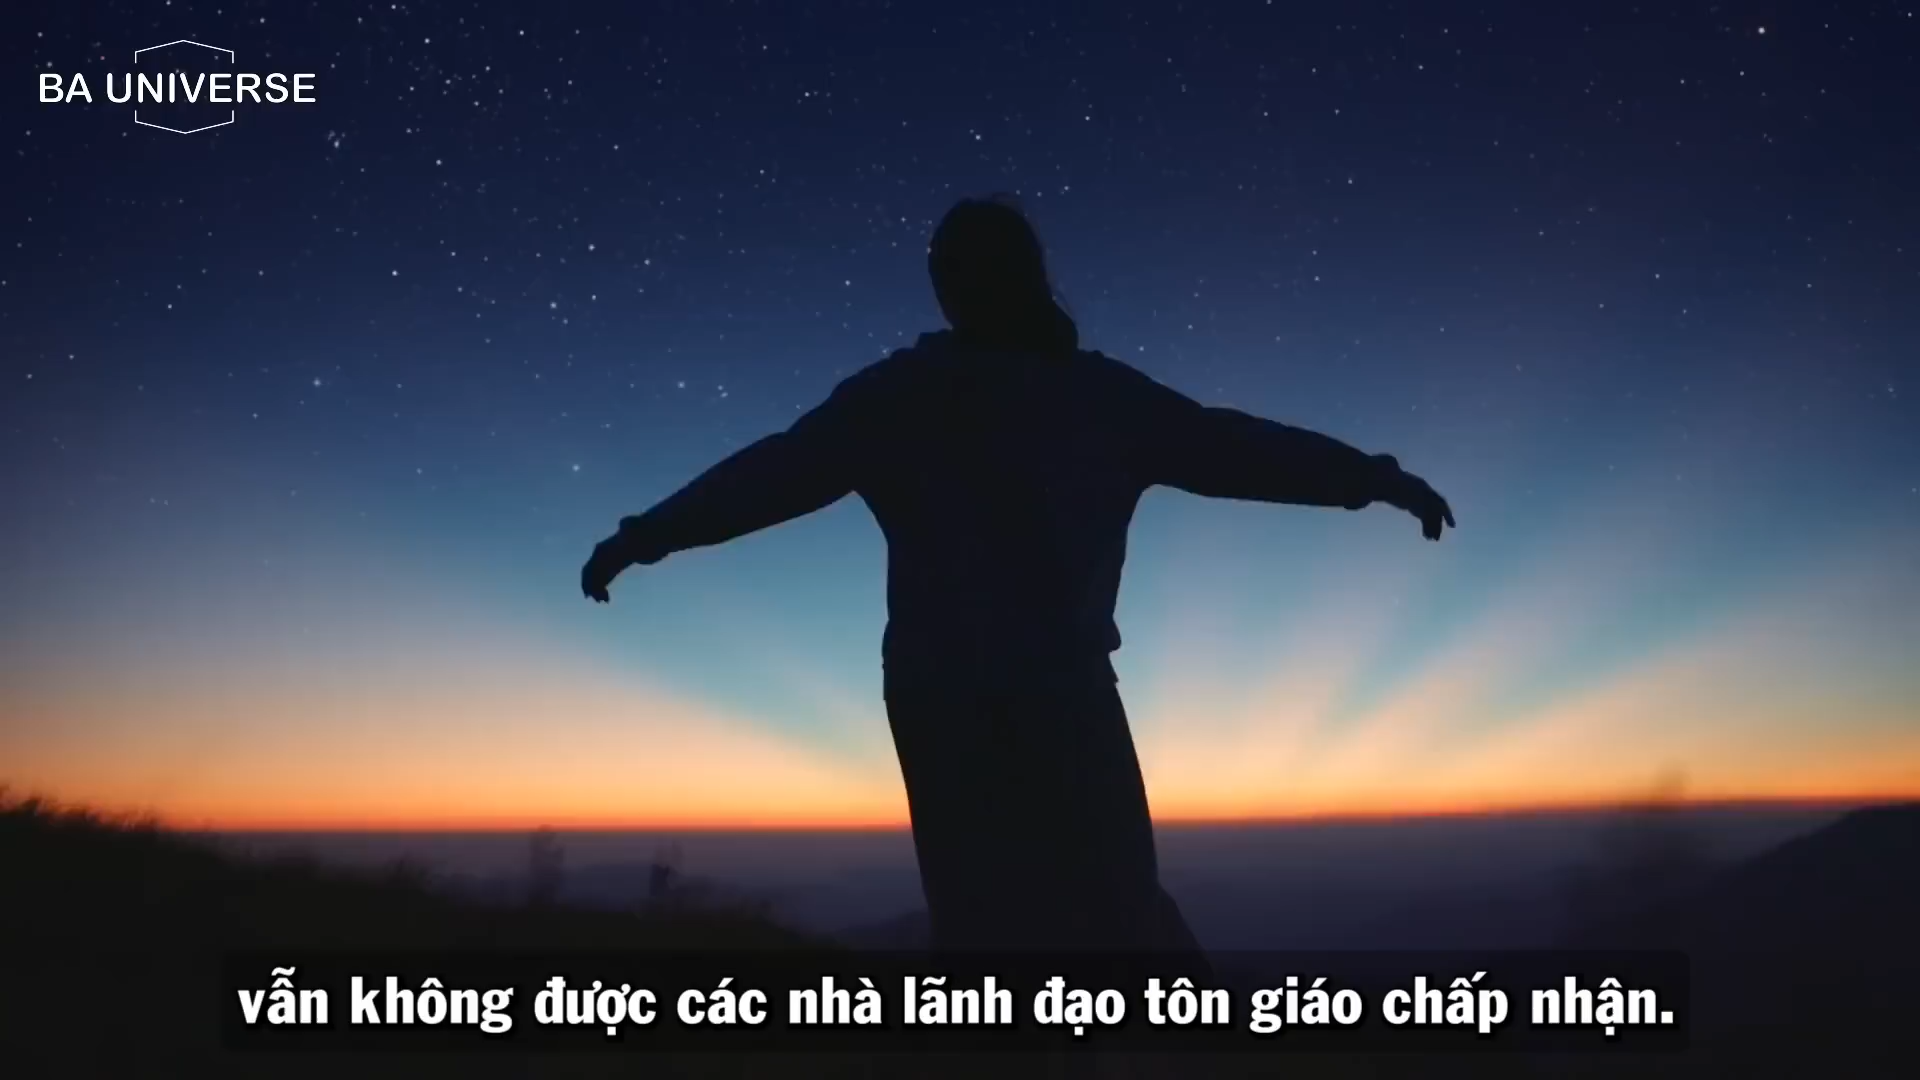 BA UNIVERSE
vẫn không được các nhà lãnh đạo tôn giáo chấp nhận.